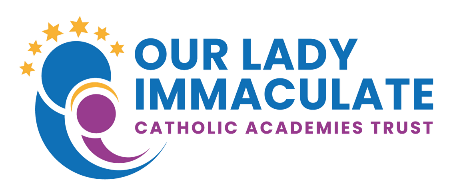 OUR LADY
IMMACULATE
CATHOLIC ACADEMIES TRUST